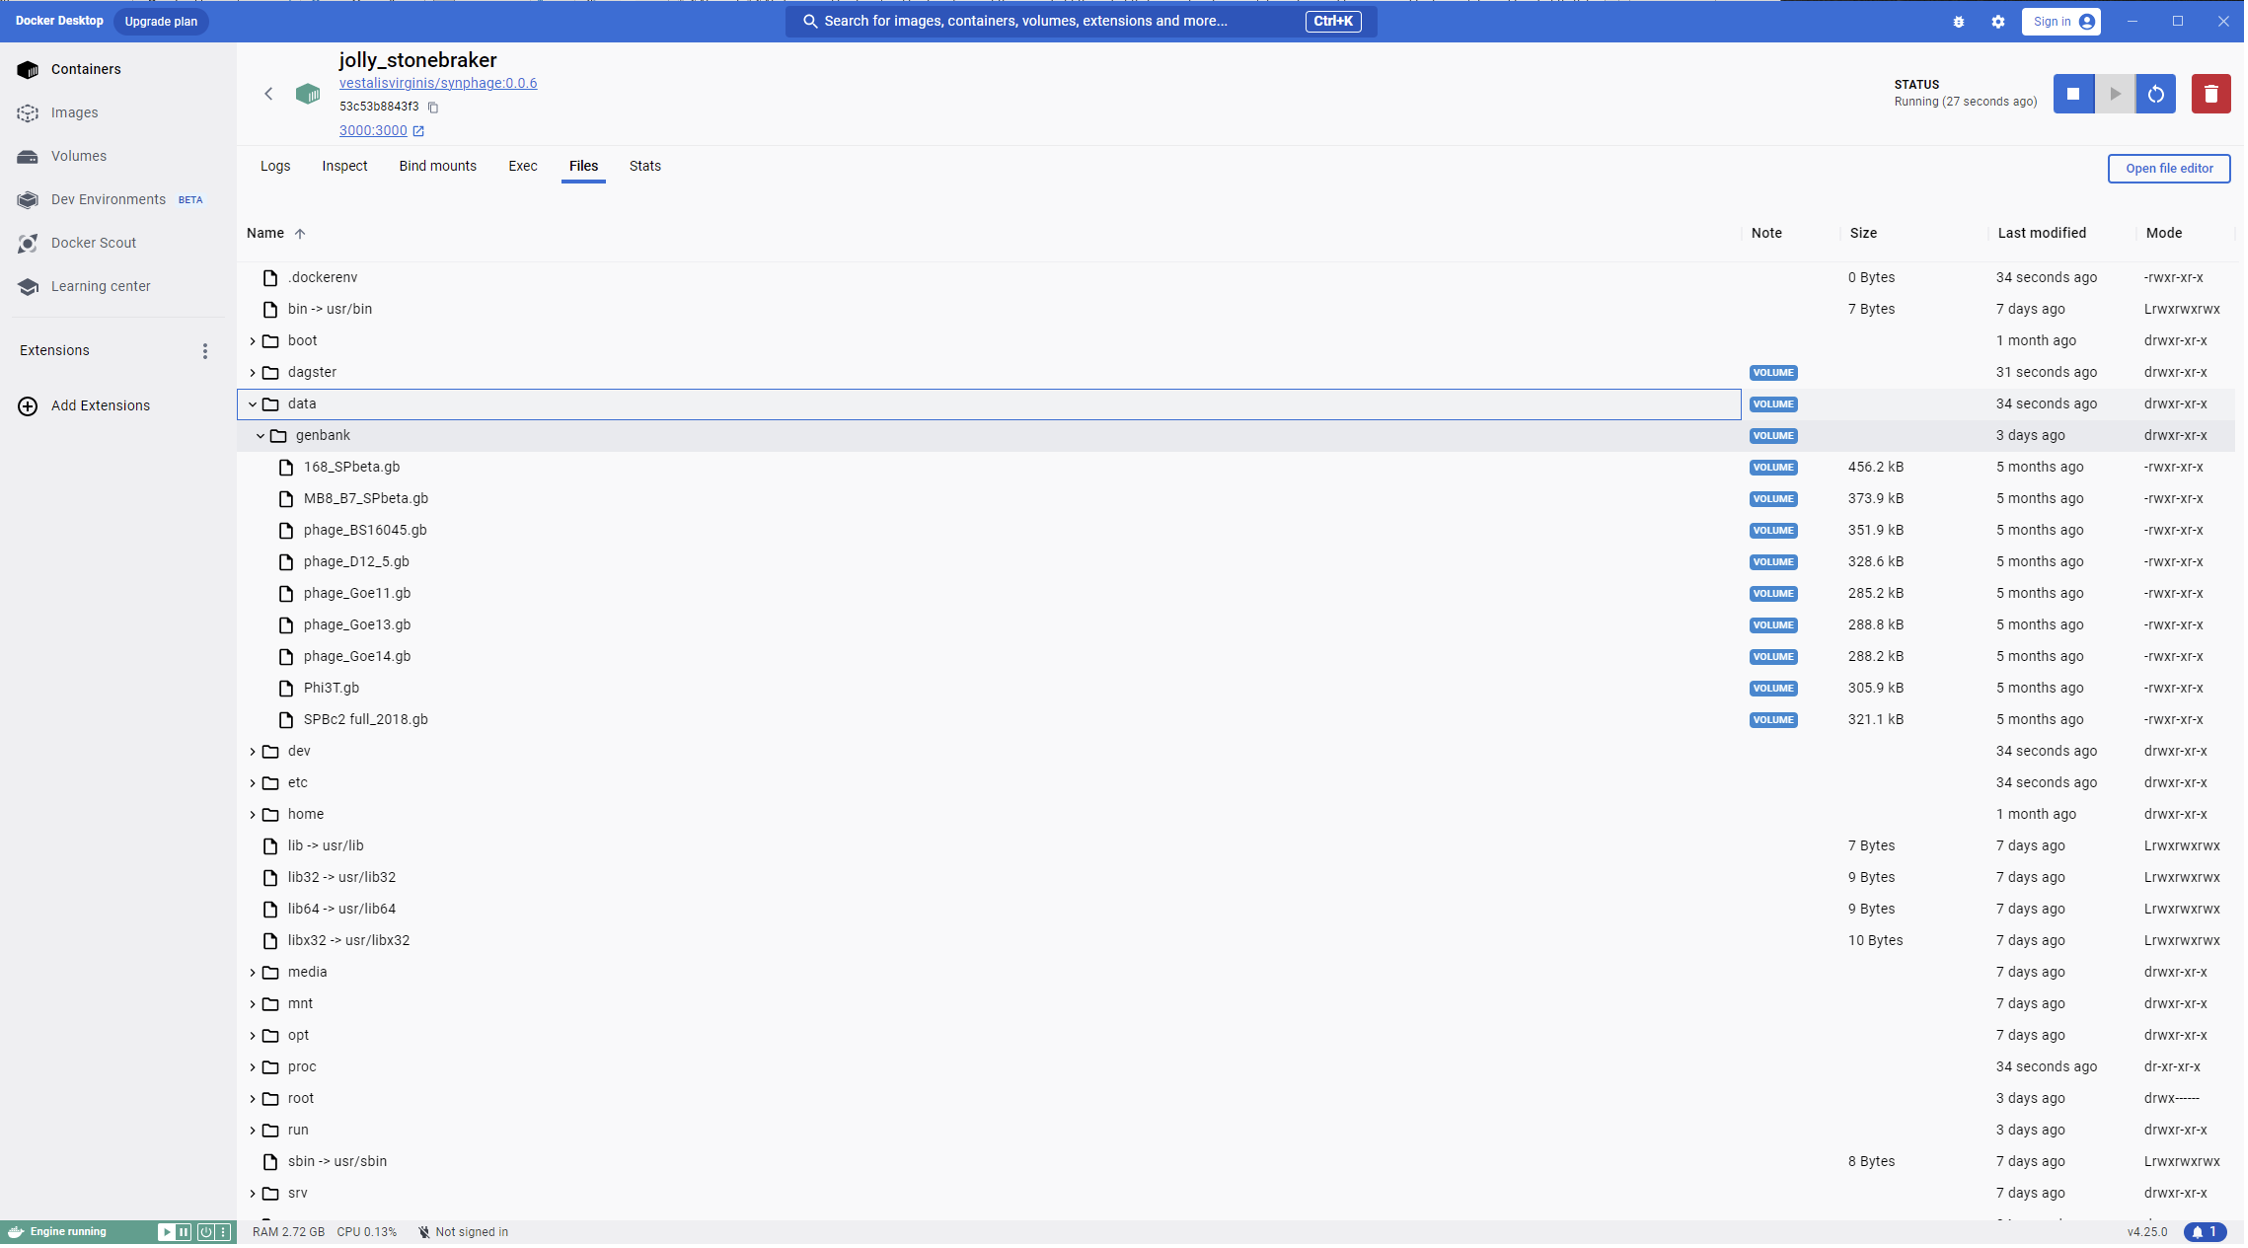 Docker Desktop Upgrade plan Search for images, containers, volumes, extensions and more... Ctrl+K Sign in
Containers
Images
Volumes
Dev Environments BETA
Docker Scout
Learning center
Extensions
Add Extensions
jolly_stonebraker
vestalisvirginis/synphage:0.0.6
53c53b8843f3
3000:3000
STATUS
Running (27 seconds ago)
Logs Inspect Bind mounts Exec Files Stats Open file editor
Name Note Size Last modified Mode
.dockerenv 0 Bytes 34 seconds ago -rwxr-xr-x
bin -> usr/bin 7 Bytes 7 days ago Lrwxrwxrwx
boot 1 month ago drwxr-xr-x
dagster VOLUME 31 seconds ago drwxr-xr-x
data VOLUME 34 seconds ago drwxr-xr-x
genbank VOLUME 3 days ago drwxr-xr-x
168_SPbeta.gb VOLUME 456.2 kB 5 months ago -rwxr-xr-x
MB8_B7_SPbeta.gb VOLUME 373.9 kB 5 months ago -rwxr-xr-x
phage_BS16045.gb VOLUME 351.9 kB 5 months ago -rwxr-xr-x
phage_D12_5.gb VOLUME 328.6 kB 5 months ago -rwxr-xr-x
phage_Goe11.gb VOLUME 285.2 kB 5 months ago -rwxr-xr-x
phage_Goe13.gb VOLUME 288.8 kB 5 months ago -rwxr-xr-x
phage_Goe14.gb VOLUME 288.2 kB 5 months ago -rwxr-xr-x
Phi3T.gb VOLUME 305.9 kB 5 months ago -rwxr-xr-x
SPBc2 full_2018.gb VOLUME 321.1 kB 5 months ago -rwxr-xr-x
dev 34 seconds ago drwxr-xr-x
etc 34 seconds ago drwxr-xr-x
home 1 month ago drwxr-xr-x
lib -> usr/lib 7 Bytes 7 days ago Lrwxrwxrwx
lib32 -> usr/lib32 9 Bytes 7 days ago Lrwxrwxrwx
lib64 -> usr/lib64 9 Bytes 7 days ago Lrwxrwxrwx
libx32 -> usr/libx32 10 Bytes 7 days ago Lrwxrwxrwx
media 7 days ago drwxr-xr-x
mnt 7 days ago drwxr-xr-x
opt 7 days ago drwxr-xr-x
proc 34 seconds ago dr-xr-xr-x
root 3 days ago drwx------
run 3 days ago drwxr-xr-x
sbin -> usr/sbin 8 Bytes 7 days ago Lrwxrwxrwx
srv 7 days ago drwxr-xr-x
Engine running RAM 2.72 GB CPU 0.13% Not signed in v4.25.0 1